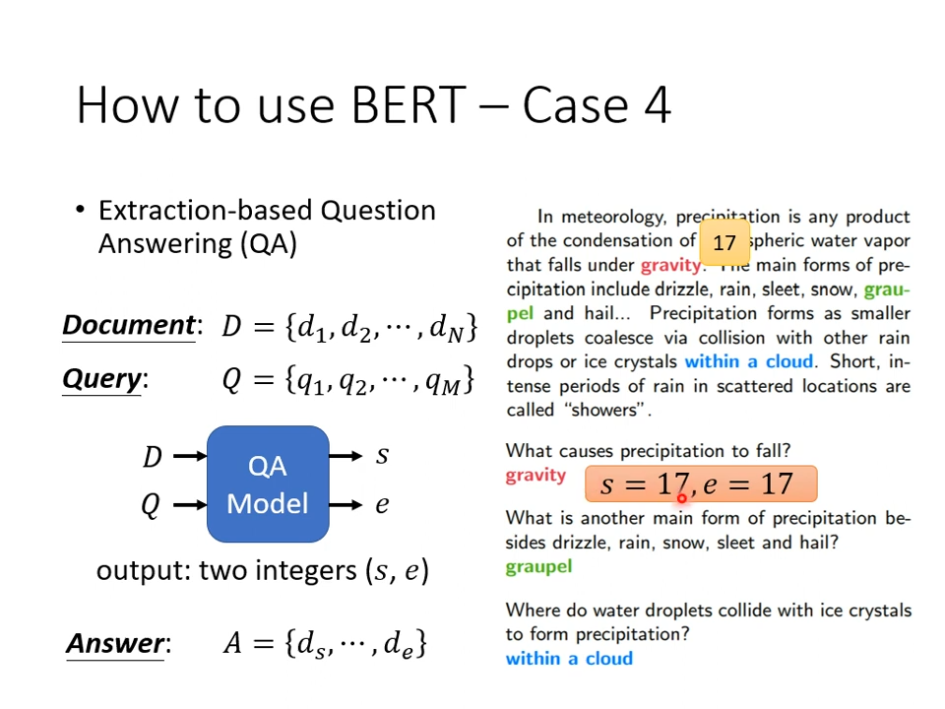 How to use BERT – Case 4
• Extraction-based Question
Answering (QA)
Document: D = {d₁, d₂, ⋯, d_N}
Query: Q = {q₁, q₂, ⋯, q_M}
D
Q
QA
Model
s
e
output: two integers (s, e)
Answer: A = {d_s, ⋯, d_e}
In meteorology, precipitation is any product
of the condensation of 17 spheric water vapor
that falls under gravity. The main forms of pre-
cipitation include drizzle, rain, sleet, snow, grau-
pel and hail... Precipitation forms as smaller
droplets coalesce via collision with other rain
drops or ice crystals within a cloud. Short, in-
tense periods of rain in scattered locations are
called “showers”.
What causes precipitation to fall?
gravity s = 17, e = 17
What is another main form of precipitation be-
sides drizzle, rain, snow, sleet and hail?
graupel
Where do water droplets collide with ice crystals
to form precipitation?
within a cloud